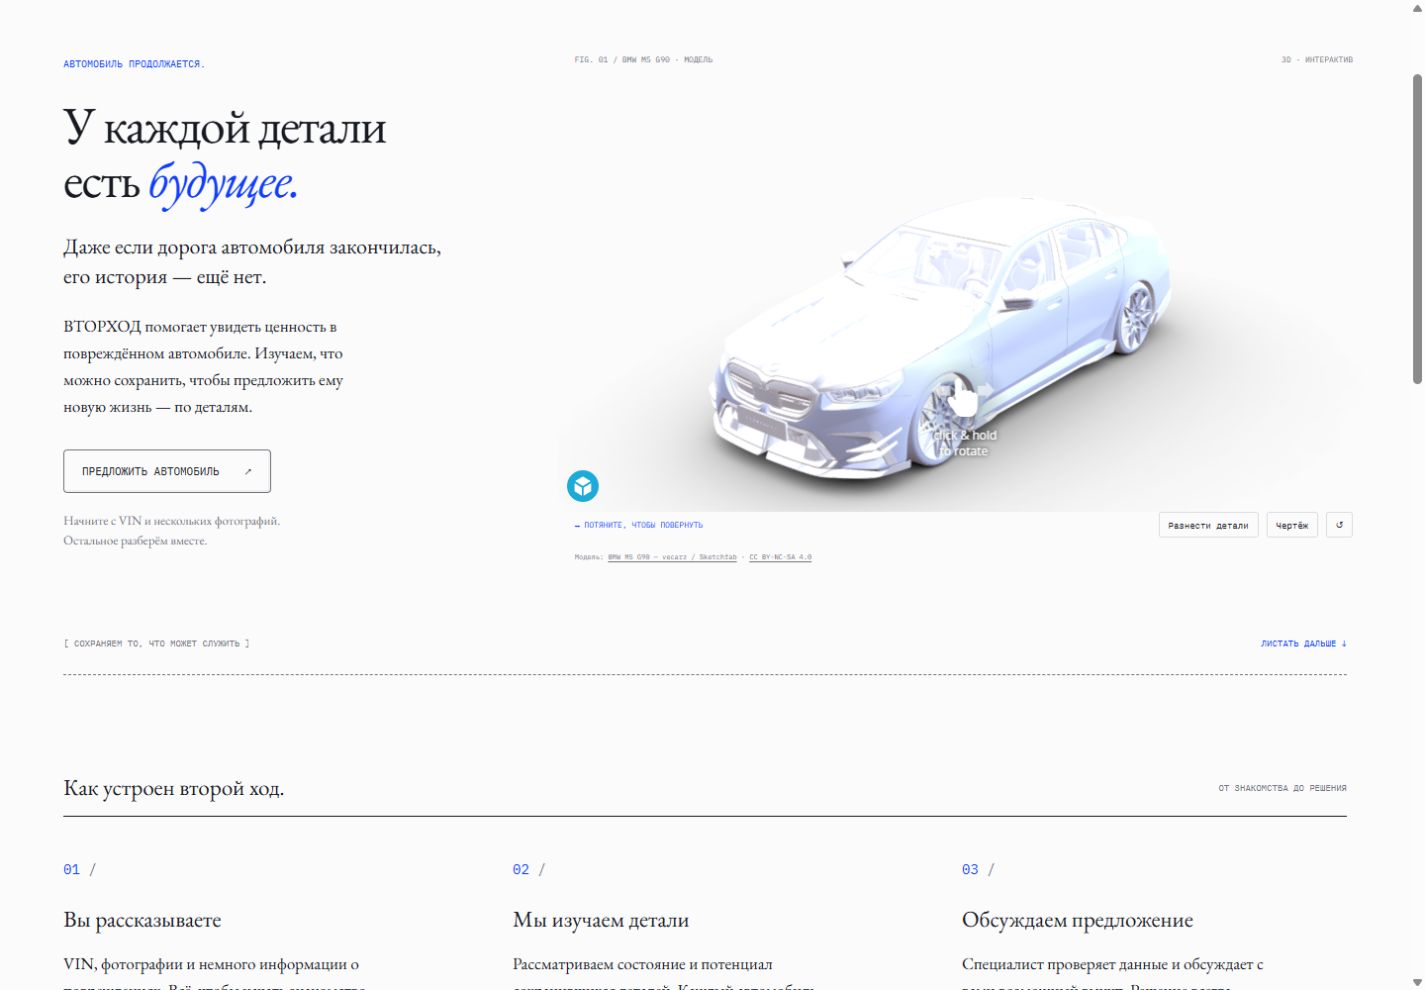 АВТОМОБИЛЬ ПРОДОЛЖАЕТСЯ.
FIG. 01 / BMW M5 G90 · МОДЕЛЬ
3D · ИНТЕРАКТИВ
У каждой детали
есть будущее.
Даже если дорога автомобиля закончилась,
его история — ещё нет.
ВТОРХОД помогает увидеть ценность в
повреждённом автомобиле. Изучаем, что
можно сохранить, чтобы предложить ему
новую жизнь — по деталям.
ПРЕДЛОЖИТЬ АВТОМОБИЛЬ ↗
Начните с VIN и нескольких фотографий.
Остальное разберём вместе.
click & hold
to rotate
↔ ПОТЯНИТЕ, ЧТОБЫ ПОВЕРНУТЬ
Разнести детали
Чертёж
↺
Модель: BMW M5 G90 — vecarz / Sketchfab · CC BY-NC-SA 4.0
[ СОХРАНЯЕМ ТО, ЧТО МОЖЕТ СЛУЖИТЬ ]
ЛИСТАТЬ ДАЛЬШЕ ↓
Как устроен второй ход.
ОТ ЗНАКОМСТВА ДО РЕШЕНИЯ
01 /
Вы рассказываете
VIN, фотографии и немного информации о
02 /
Мы изучаем детали
Рассматриваем состояние и потенциал
03 /
Обсуждаем предложение
Специалист проверяет данные и обсуждает с